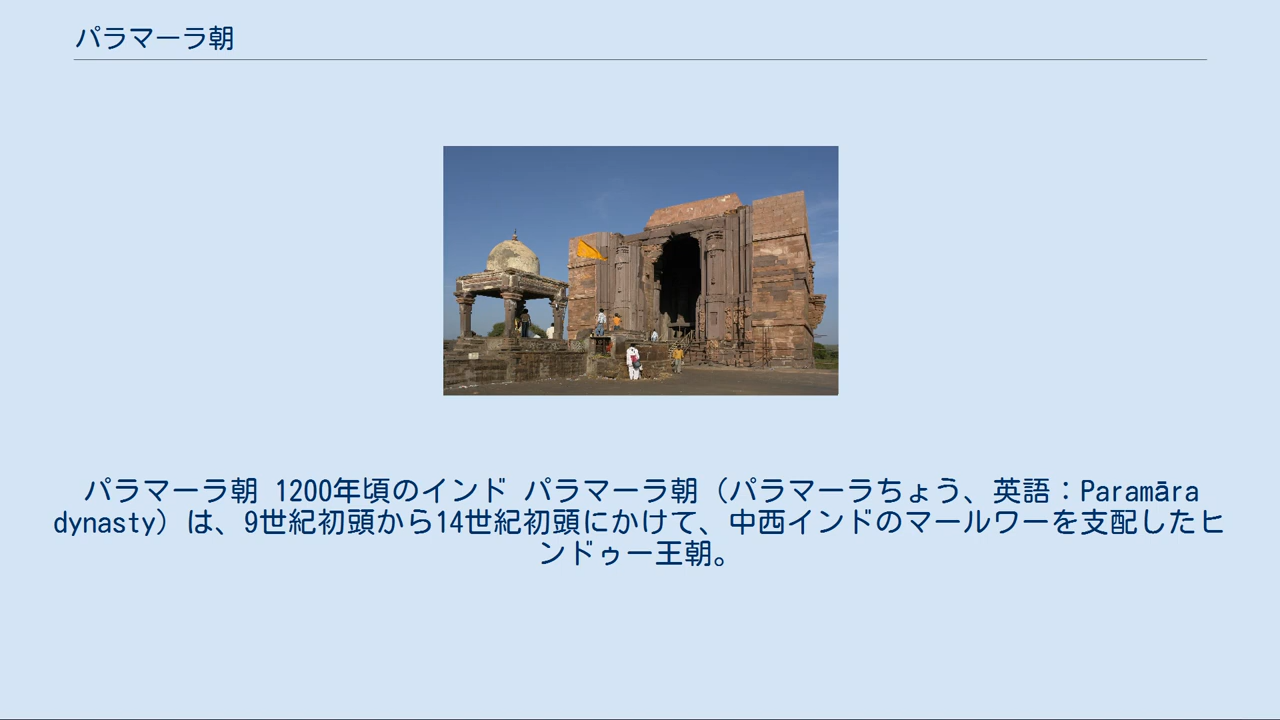 パラマーラ朝
パラマーラ朝 1200年頃のインド パラマーラ朝（パラマーラちょう、英語：Paramāra
dynasty）は、9世紀初頭から14世紀初頭にかけて、中西インドのマールワーを支配したヒ
ンドゥー王朝。